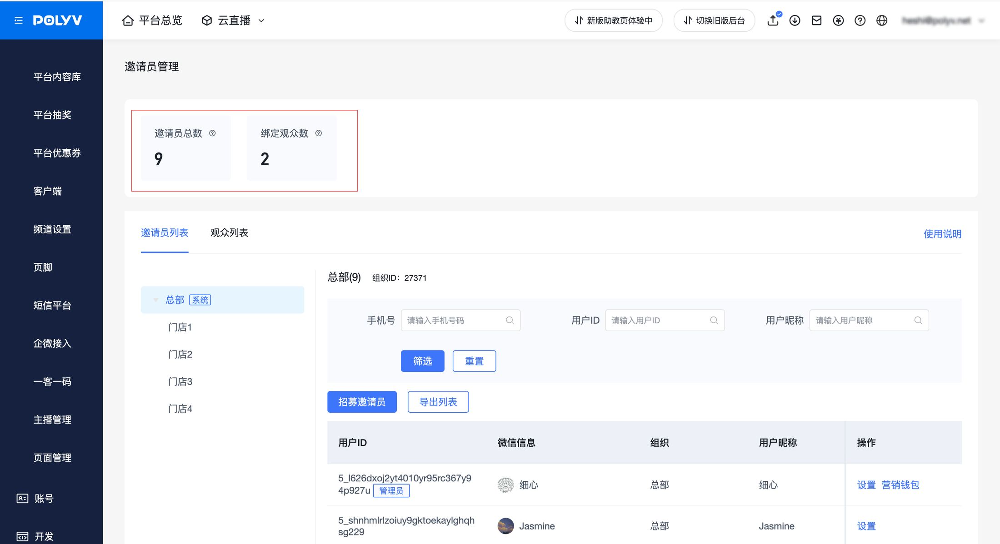 POLYV
平台总览
云直播
新版助教页体验中
切换旧版后台
平台内容库
平台抽奖
平台优惠券
客户端
频道设置
页脚
短信平台
企微接入
一客一码
主播管理
页面管理
账号
开发
邀请员管理
邀请员总数
9
绑定观众数
2
邀请员列表
观众列表
使用说明
总部 系统
门店1
门店2
门店3
门店4
总部(9) 组织ID：27371
手机号 请输入手机号码
用户ID 请输入用户ID
用户昵称 请输入用户昵称
筛选 重置
招募邀请员 导出列表
用户ID 微信信息 组织 用户昵称 操作
5_l626dxoj2yt4010yr95rc367y9
4p927u 管理员
细心 总部 细心 设置 营销钱包
5_shnhmlrlzoiuy9gktoekaylghqh
sg229
Jasmine 总部 Jasmine 设置